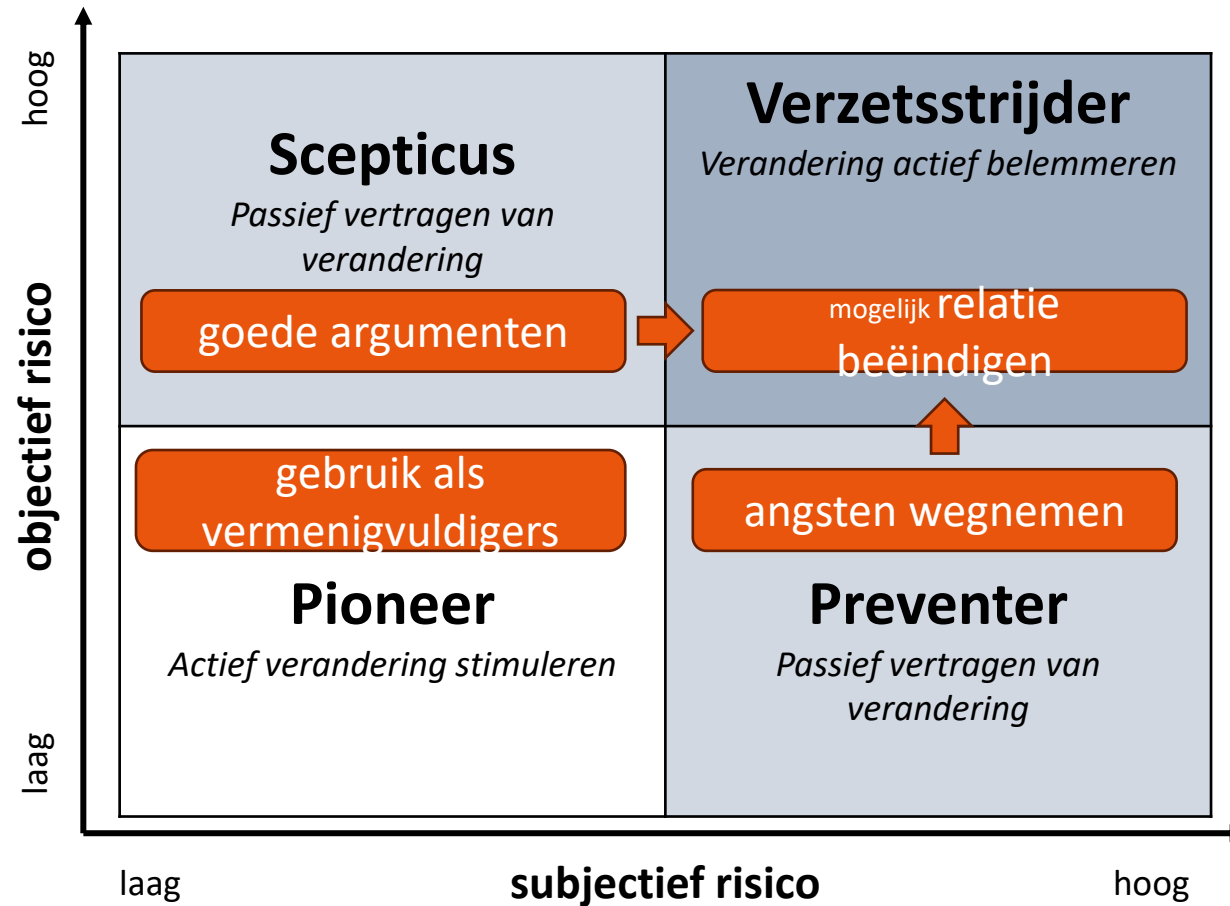 hoog
objectief risico
laag
Scepticus
Passief vertragen van
verandering
goede argumenten
Verzetsstrijder
Verandering actief belemmeren
mogelijk relatie
beëindigen
gebruik als
vermenigvuldigers
Pioneer
Actief verandering stimuleren
angsten wegnemen
Preventer
Passief vertragen van
verandering
laag
subjectief risico
hoog